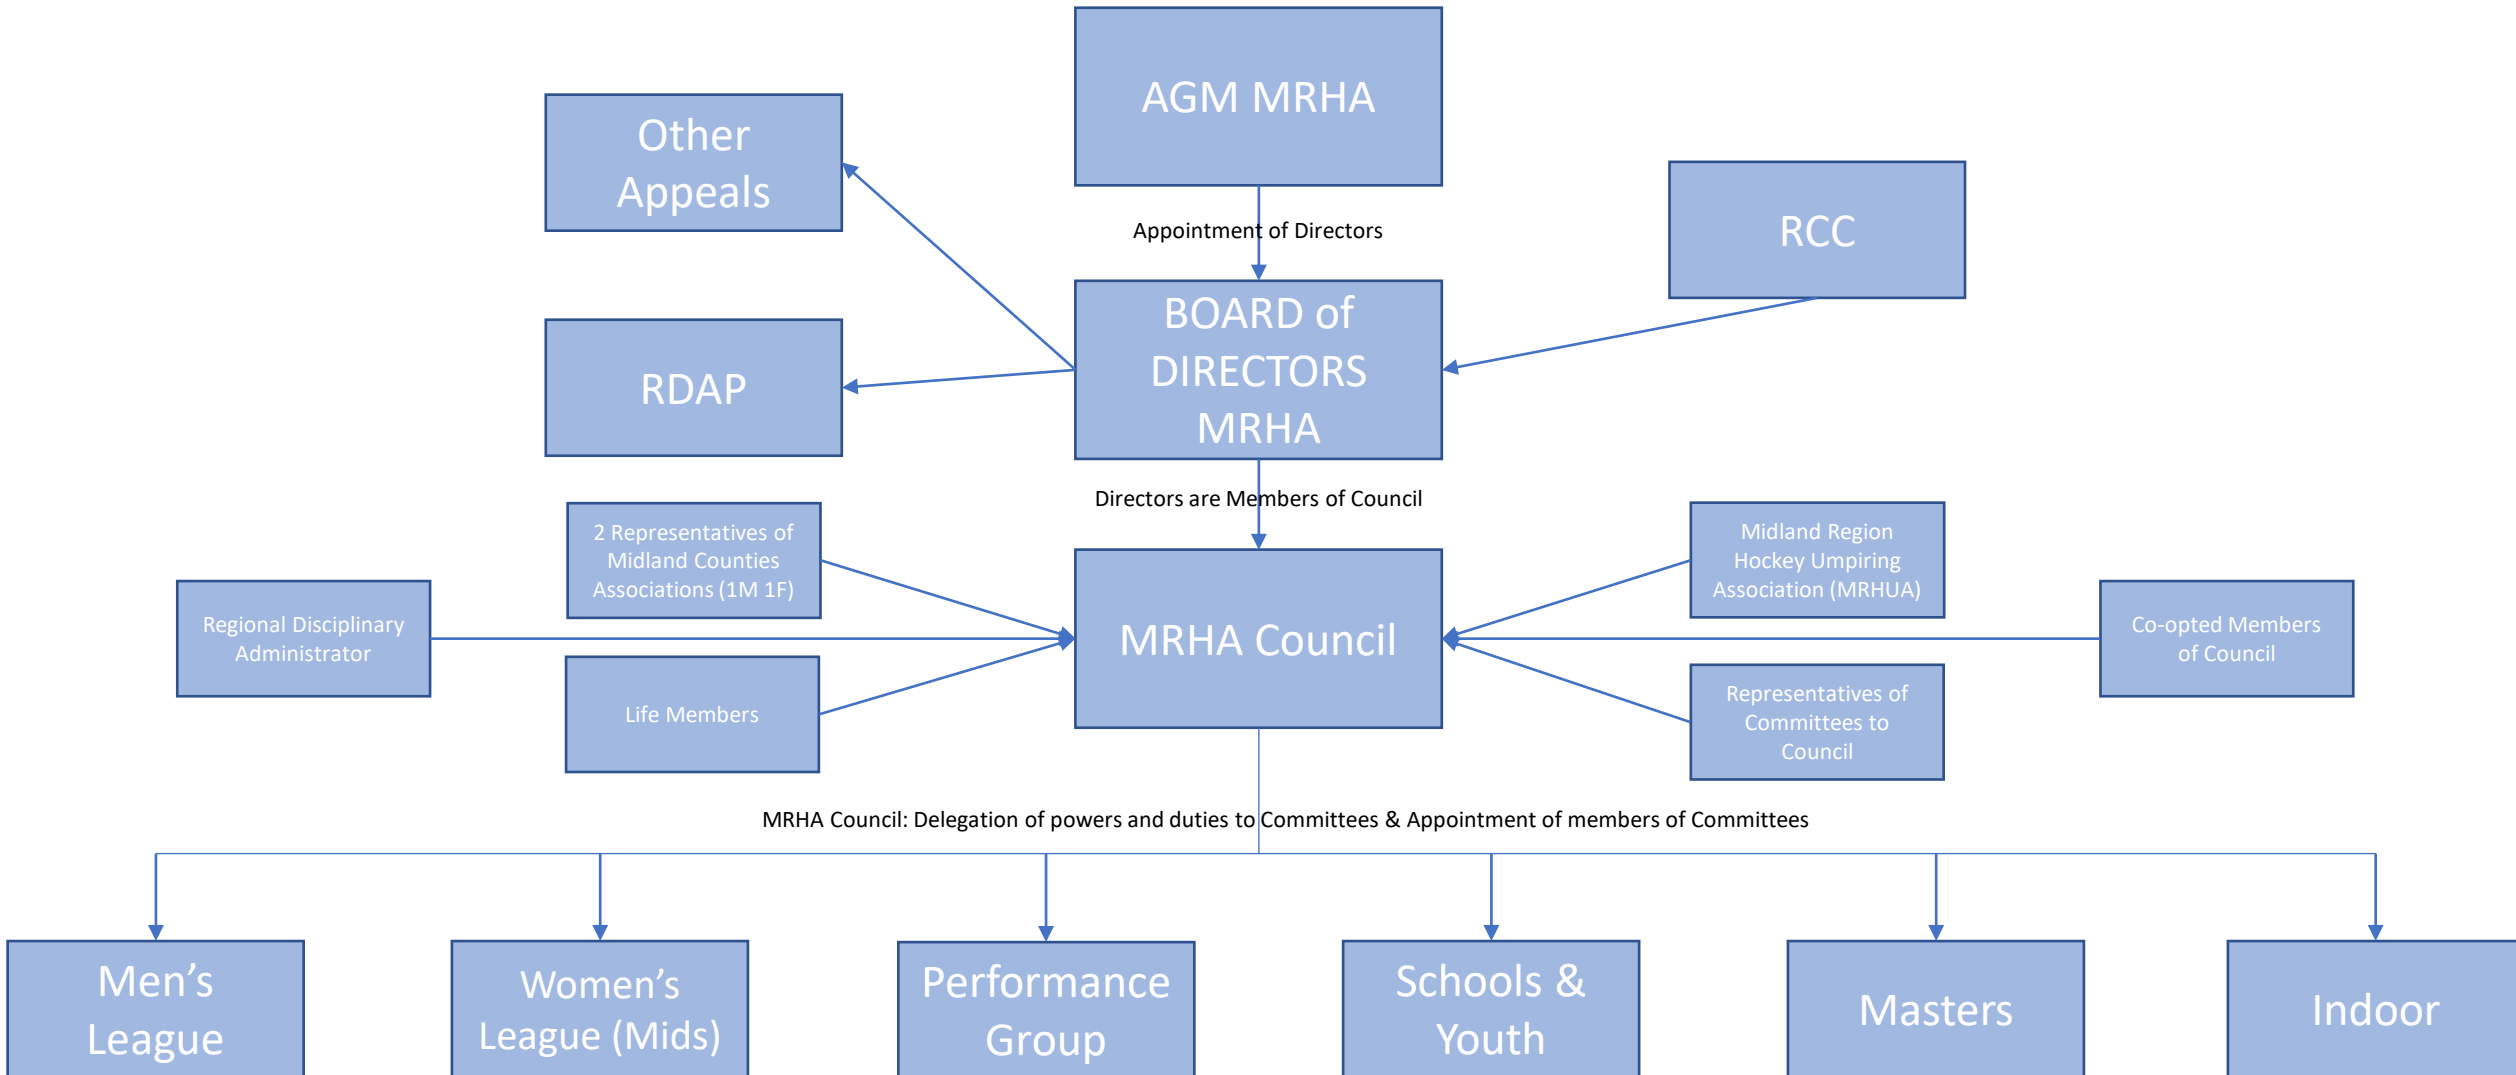 AGM MRHA
Other
Appeals
Appointment of Directors
RCC
BOARD of
DIRECTORS
MRHA
RDAP
Directors are Members of Council
2 Representatives of
Midland Counties
Associations (1M 1F)
Midland Region
Hockey Umpiring
Association (MRHUA)
Regional Disciplinary
Administrator
MRHA Council
Co-opted Members
of Council
Life Members
Representatives of
Committees to
Council
MRHA Council: Delegation of powers and duties to Committees & Appointment of members of Committees
Men’s
League
Women’s
League (Mids)
Performance
Group
Schools &
Youth
Masters
Indoor